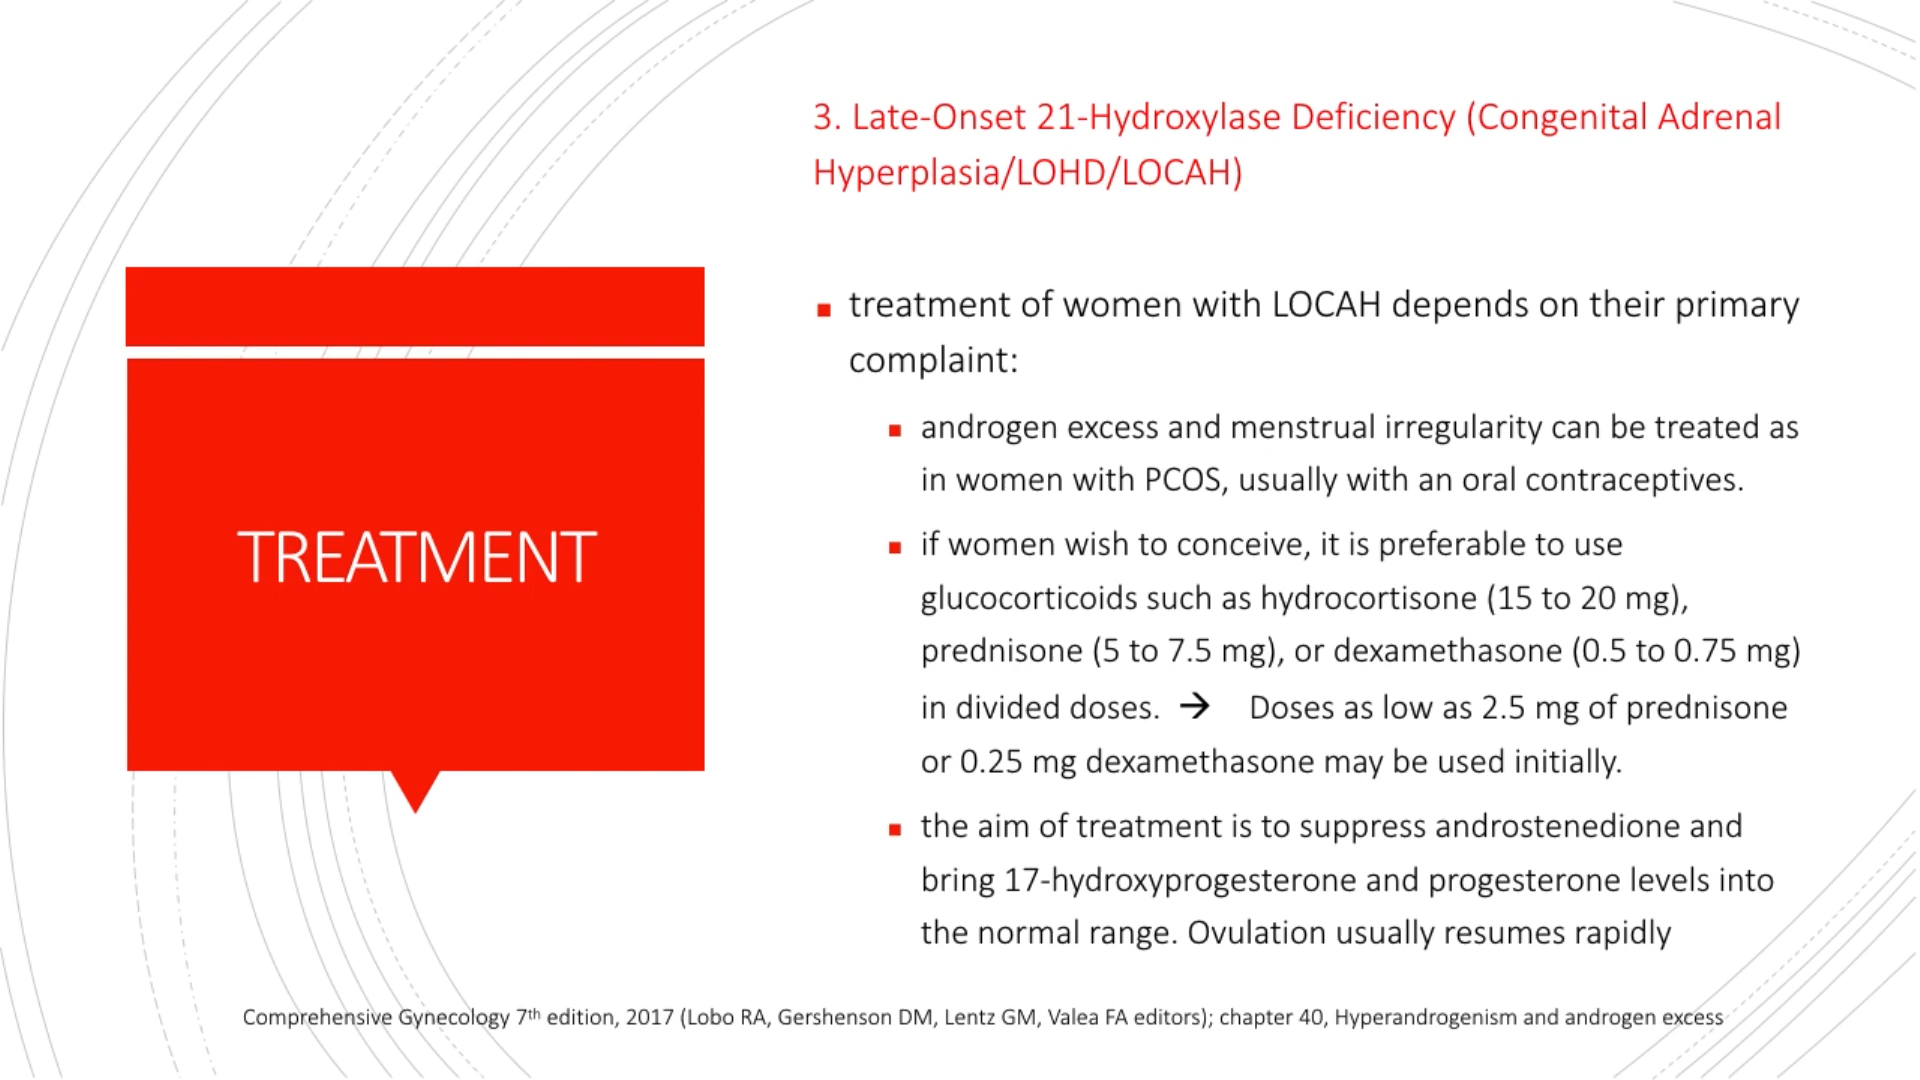 3. Late-Onset 21-Hydroxylase Deficiency (Congenital Adrenal
Hyperplasia/LOHD/LOCAH)
TREATMENT
treatment of women with LOCAH depends on their primary
complaint:
androgen excess and menstrual irregularity can be treated as
in women with PCOS, usually with an oral contraceptives.
if women wish to conceive, it is preferable to use
glucocorticoids such as hydrocortisone (15 to 20 mg),
prednisone (5 to 7.5 mg), or dexamethasone (0.5 to 0.75 mg)
in divided doses. → Doses as low as 2.5 mg of prednisone
or 0.25 mg dexamethasone may be used initially.
the aim of treatment is to suppress androstenedione and
bring 17-hydroxyprogesterone and progesterone levels into
the normal range. Ovulation usually resumes rapidly
Comprehensive Gynecology 7th edition, 2017 (Lobo RA, Gershenson DM, Lentz GM, Valea FA editors); chapter 40, Hyperandrogenism and androgen excess